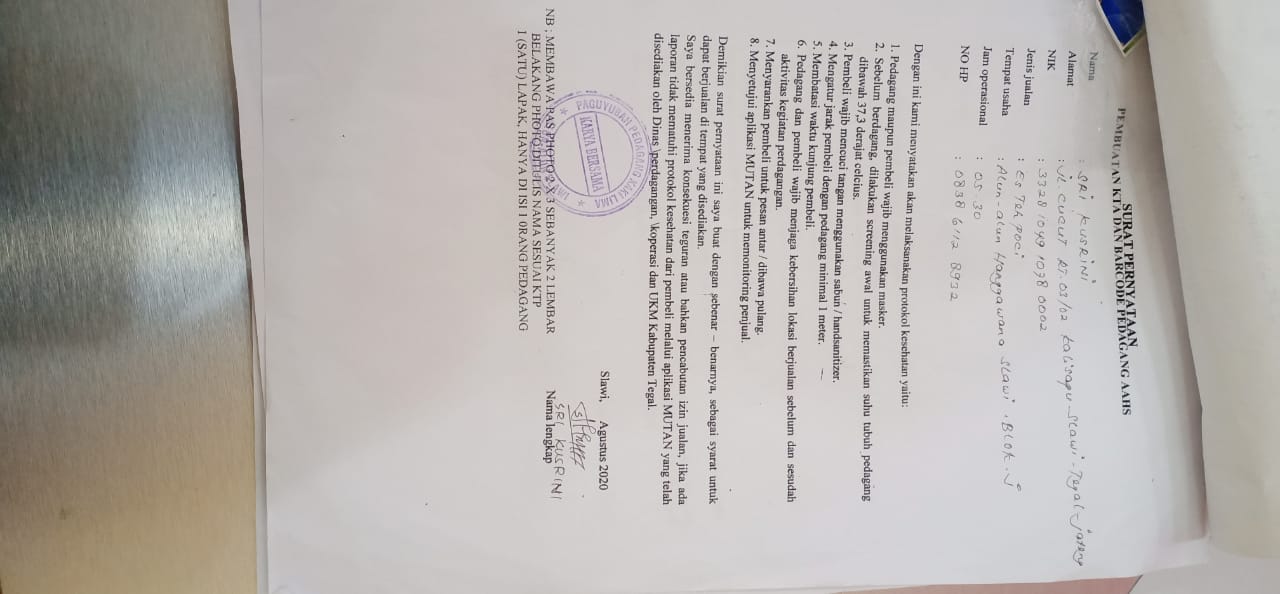 SURAT PERNYATAAN
PEMBUATAN KTA DAN BARCODE PEDAGANG AAHS
Nama : SRI KUSRINI
Alamat : JL. CUCUT RT.03/02 Kalisapu-Slawi-Tegal-jateng
NIK : 3328 1049 1078 0002
Jenis jualan : Es Teh poci
Tempat usaha : Alun-alun Hanggawana Slawi, Blok.J
Jam operasional : 05.30
NO HP : 0838 6112 8932
Dengan ini kami menyatakan akan melaksanakan protokol kesehatan yaitu:
1. Pedagang maupun pembeli wajib menggunakan masker.
2. Sebelum berdagang, dilakukan screening awal untuk memastikan suhu tubuh pedagang
dibawah 37,3 derajat celcius.
3. Pembeli wajib mencuci tangan menggunakan sabun / handsanitizer.
4. Mengatur jarak pembeli dengan pedagang minimal 1 meter.
5. Membatasi waktu kunjung pembeli.
6. Pedagang dan pembeli wajib menjaga kebersihan lokasi berjualan sebelum dan sesudah
aktivitas kegiatan perdagangan.
7. Menyarankan pembeli untuk pesan antar / dibawa pulang.
8. Menyetujui aplikasi MUTAN untuk memonitoring penjual.
Demikian surat pernyataan ini saya buat dengan sebenar – benarnya, sebagai syarat untuk
dapat berjualan di tempat yang disediakan.
Saya bersedia menerima konsekuesi teguran atau bahkan pencabutan izin jualan, jika ada
laporan tidak mematuhi protokol kesehatan dari pembeli melalui aplikasi MUTAN yang telah
disediakan oleh Dinas perdagangan, koperasi dan UKM Kabupaten Tegal.
Slawi, Agustus 2020
PAGUYUBAN PEDAGANG KAKI LIMA
KARYA BERSAMA
SRI KUSRINI
Nama lengkap
NB : MEMBAWA PAS PHOTO 2 X 3 SEBANYAK 2 LEMBAR
BELAKANG PHOTO DITULIS NAMA SESUAI KTP
1 (SATU) LAPAK, HANYA DI ISI 1 ORANG PEDAGANG